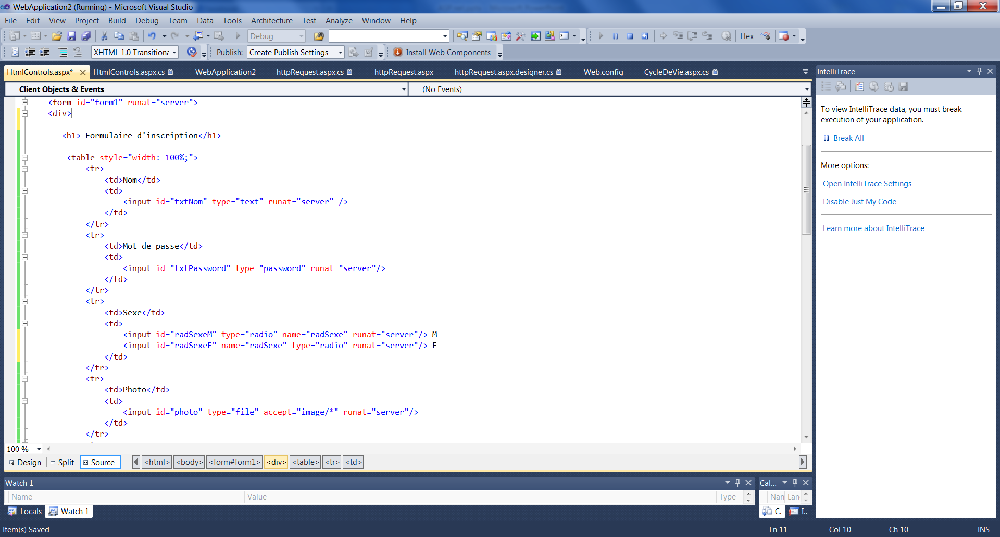 WebApplication2 (Running) - Microsoft Visual Studio
File Edit View Project Build Debug Team Data Tools Architecture Test Analyze Window Help
Debug Hex
XHTML 1.0 Transitiona Publish: Create Publish Settings Install Web Components
HtmlControls.aspx* HtmlControls.aspx.cs WebApplication2 httpRequest.aspx.cs httpRequest.aspx httpRequest.aspx.designer.cs Web.config CycleDeVie.aspx.cs
Client Objects & Events (No Events)
<form id="form1" runat="server">
<div>
<h1> Formulaire d'inscription</h1>
<table style="width: 100%;">
<tr>
<td>Nom</td>
<td>
<input id="txtNom" type="text" runat="server" />
</td>
</tr>
<tr>
<td>Mot de passe</td>
<td>
<input id="txtPassword" type="password" runat="server"/>
</td>
</tr>
<tr>
<td>Sexe</td>
<td>
<input id="radSexeM" type="radio" name="radSexe" runat="server"/> M
<input id="radSexeF" name="radSexe" type="radio" runat="server"/> F
</td>
</tr>
<tr>
<td>Photo</td>
<td>
<input id="photo" type="file" accept="image/*" runat="server"/>
</td>
</tr>
100 %
Design Split Source <html> <body> <form#form1> <div> <table> <tr> <td>
IntelliTrace
To view IntelliTrace data, you must break
execution of your application.
Break All
More options:
Open IntelliTrace Settings
Disable Just My Code
Learn more about IntelliTrace
Watch 1
Name Value Type
Locals Watch 1
Cal...
Nan Lan
C. I...
Item(s) Saved Ln 11 Col 10 Ch 10 INS